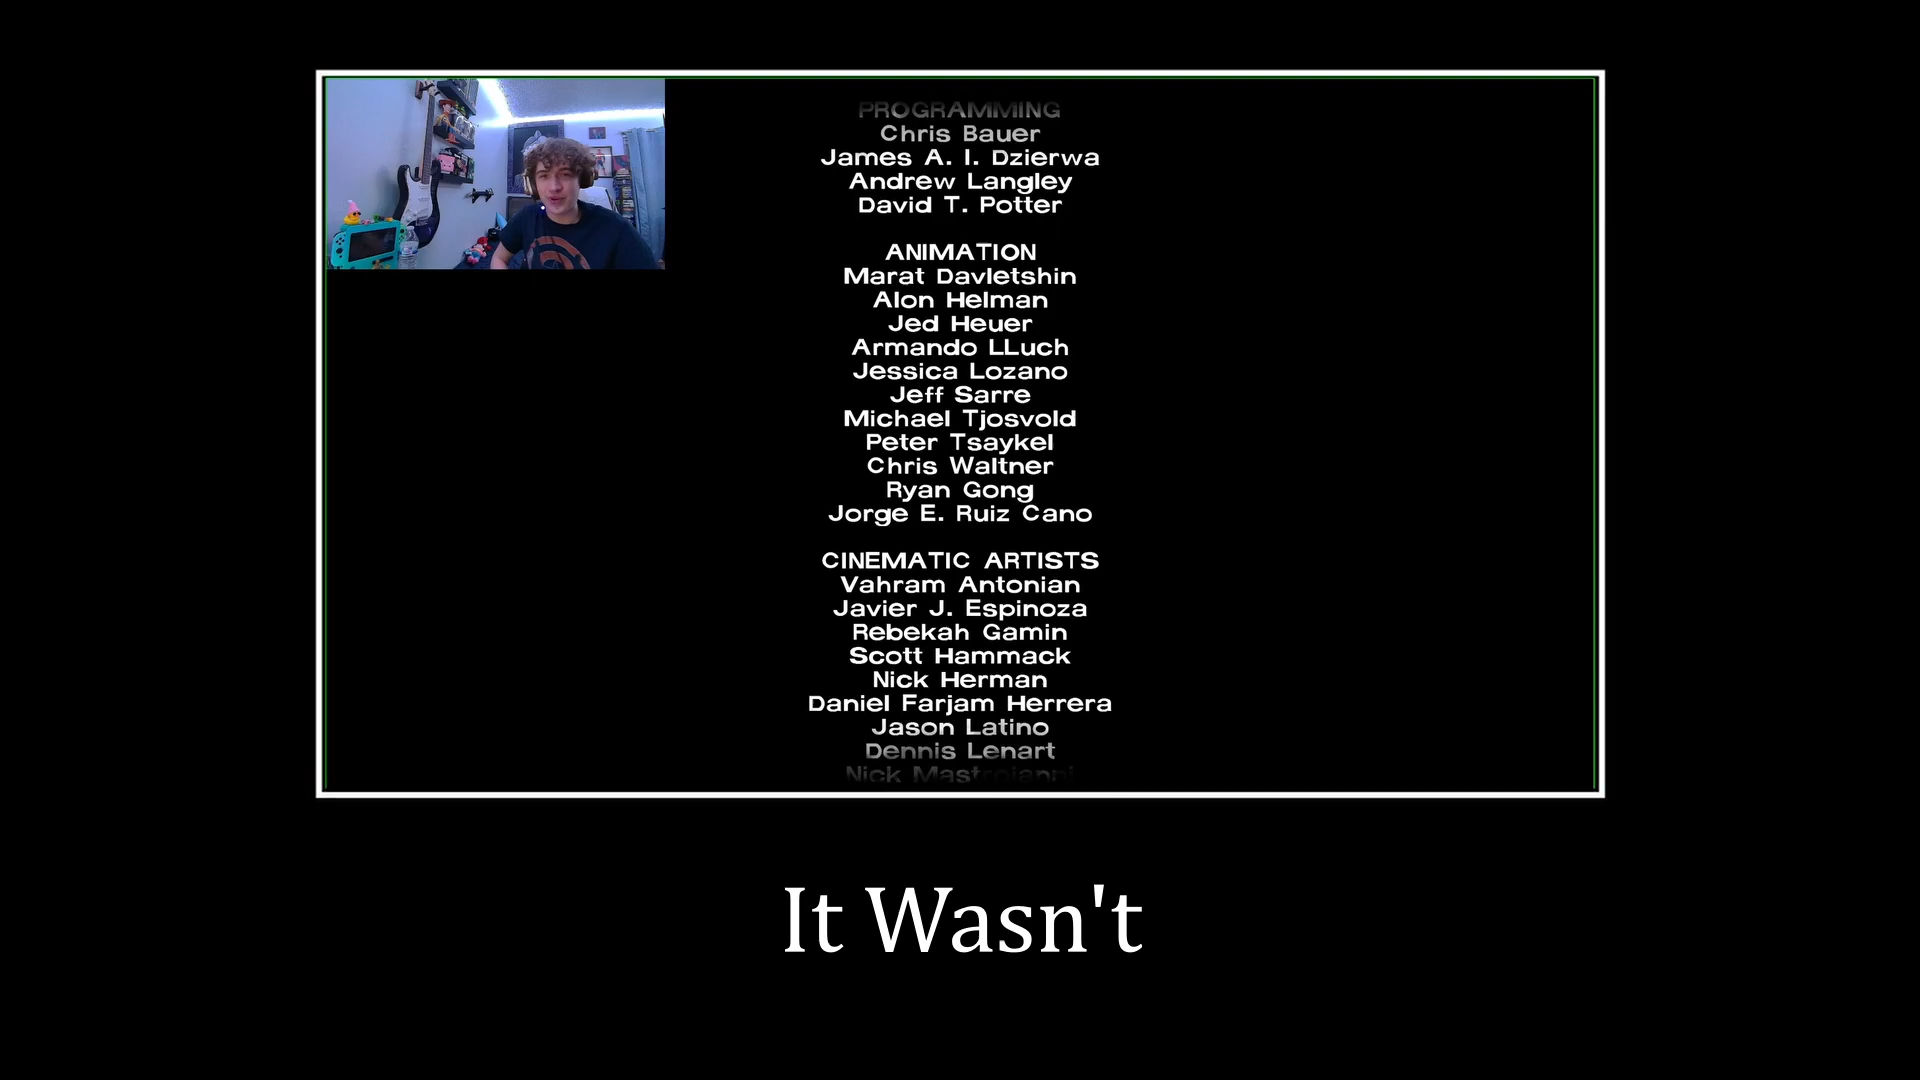 PROGRAMMING
Chris Bauer
James A. I. Dzierwa
Andrew Langley
David T. Potter
ANIMATION
Marat Davletshin
Alon Helman
Jed Heuer
Armando LLuch
Jessica Lozano
Jeff Sarre
Michael Tjosvold
Peter Tsaykel
Chris Waltner
Ryan Gong
Jorge E. Ruiz Cano
CINEMATIC ARTISTS
Vahram Antonian
Javier J. Espinoza
Rebekah Gamin
Scott Hammack
Nick Herman
Daniel Farjam Herrera
Jason Latino
Dennis Lenart
Nick Mastroianni
It Wasn't